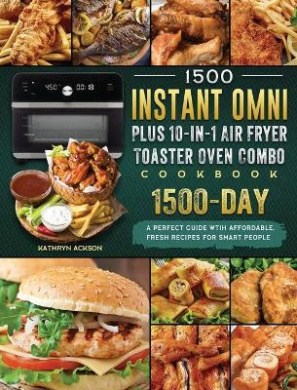 1500
INSTANT OMNI
PLUS 10-IN-1 AIR FRYER
TOASTER OVEN COMBO
COOKBOOK
1500-DAY
A PERFECT GUIDE WTIH AFFORDABLE,
FRESH RECIPES FOR SMART PEOPLE
KATHRYN ACKSON